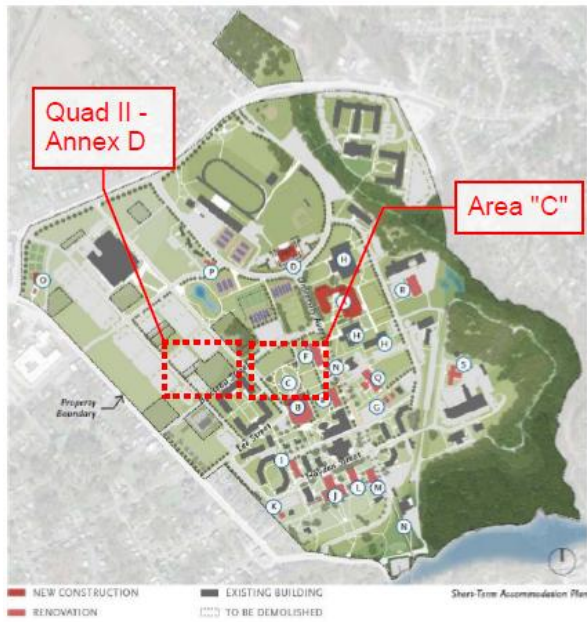 Quad II -
Annex D
Area "C"
H
D
P
O
R
F
H
H
N
S
C
Q
B
G
Property
Boundary
I
L
M
J
K
N
NEW CONSTRUCTION
EXISTING BUILDING
Short-Term Accommodation Plan
RENOVATION
TO BE DEMOLISHED